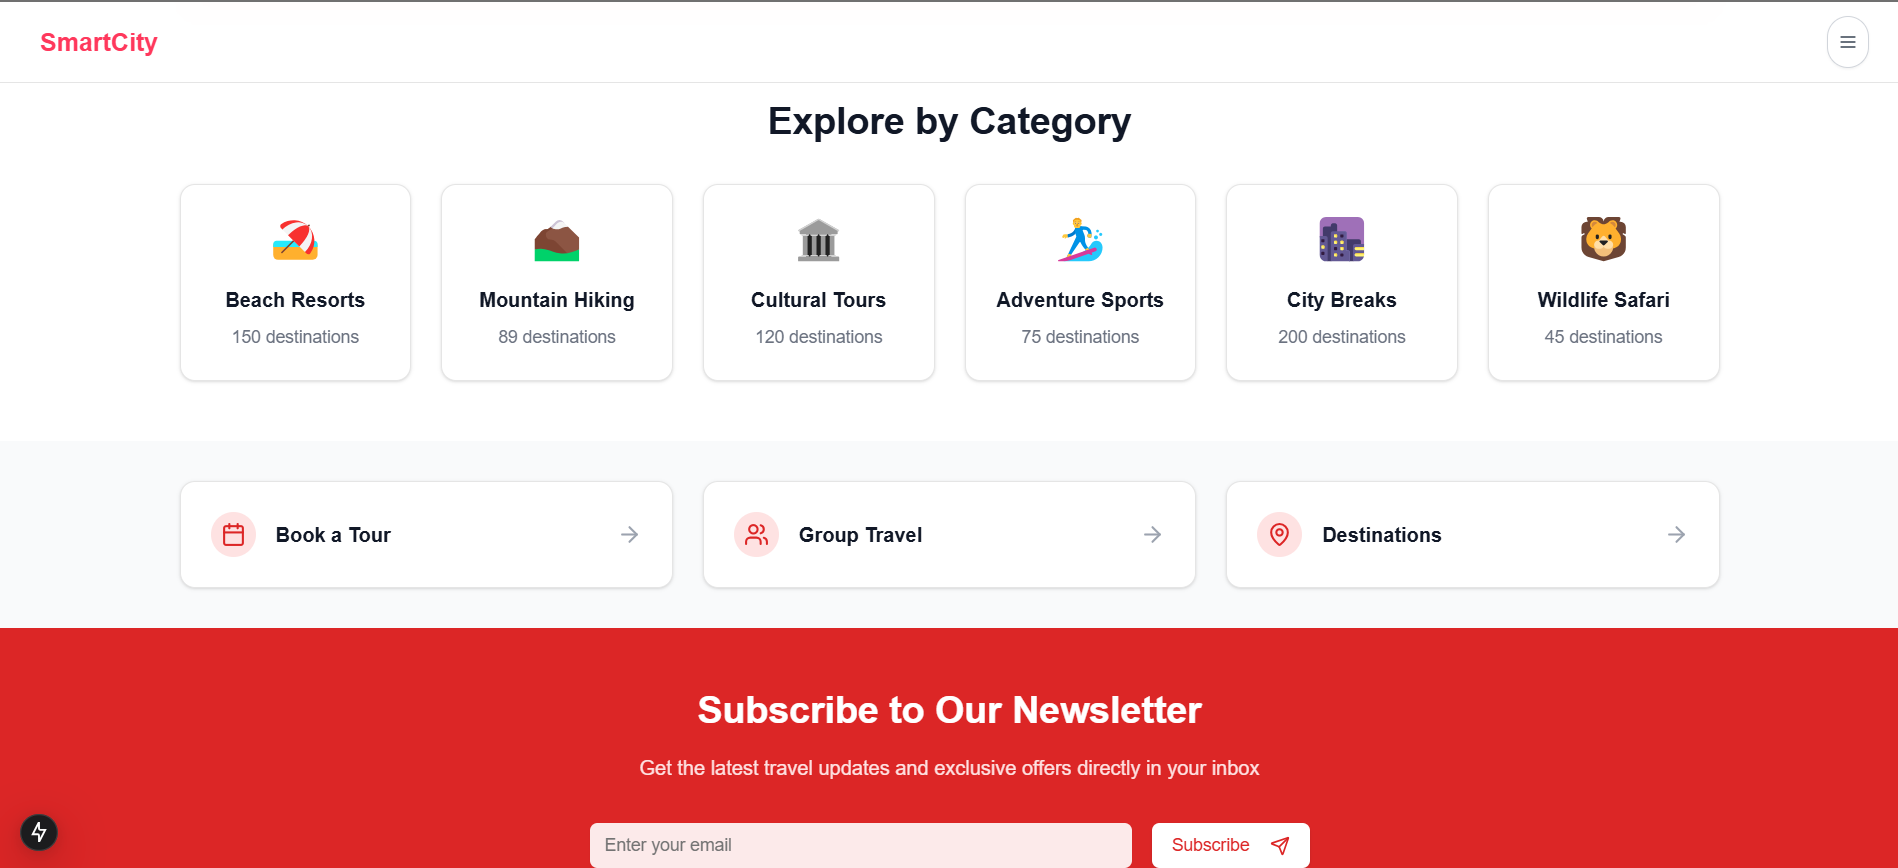 SmartCity
Explore by Category
Beach Resorts
150 destinations
Mountain Hiking
89 destinations
Cultural Tours
120 destinations
Adventure Sports
75 destinations
City Breaks
200 destinations
Wildlife Safari
45 destinations
Book a Tour
Group Travel
Destinations
Subscribe to Our Newsletter
Get the latest travel updates and exclusive offers directly in your inbox
Enter your email
Subscribe